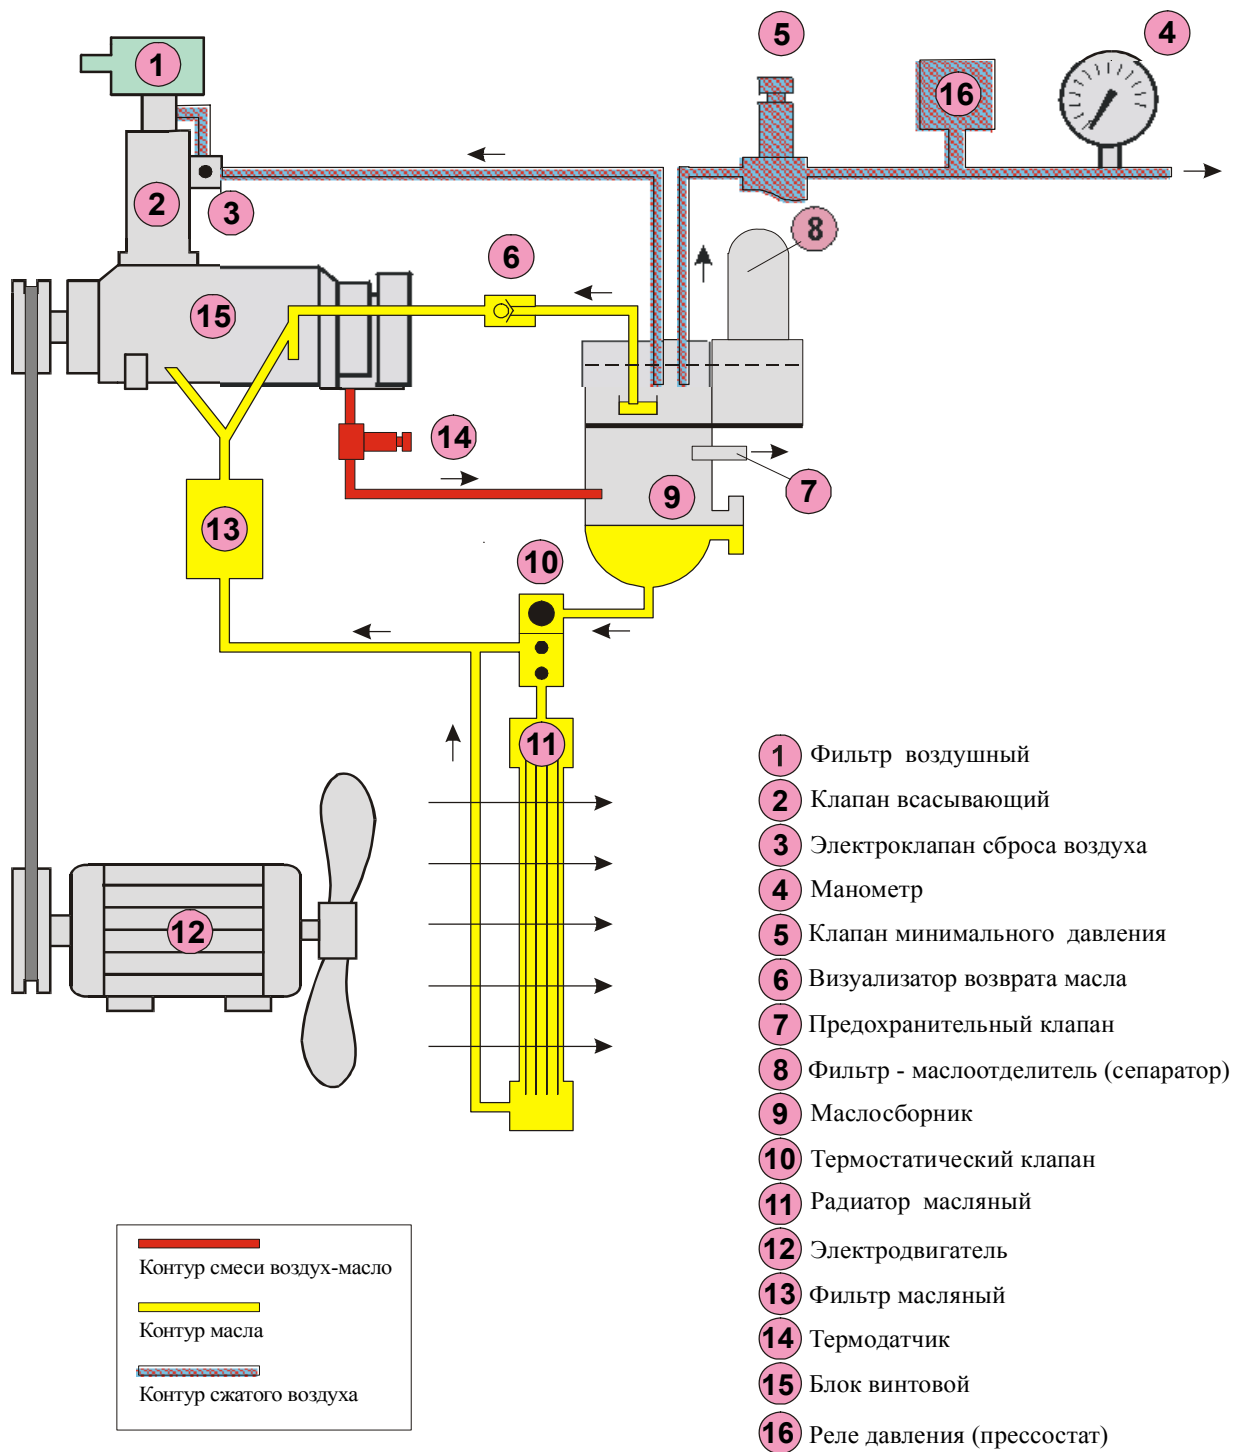 5
4
1
16
2
3
8
6
15
14
9
7
13
10
11
12
1 Фильтр воздушный
2 Клапан всасывающий
3 Электроклапан сброса воздуха
4 Манометр
5 Клапан минимального давления
6 Визуализатор возврата масла
7 Предохранительный клапан
8 Фильтр - маслоотделитель (сепаратор)
9 Маслосборник
10 Термостатический клапан
11 Радиатор масляный
12 Электродвигатель
13 Фильтр масляный
14 Термодатчик
15 Блок винтовой
16 Реле давления (прессостат)
Контур смеси воздух-масло
Контур масла
Контур сжатого воздуха